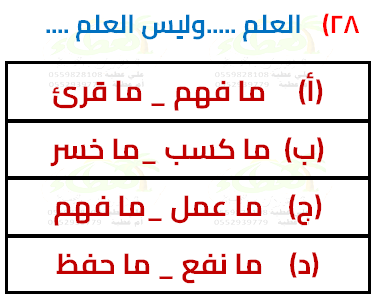 ٢٨) العلم .....وليس العلم ....
(أ) ما فهم _ ما قرئ
(ب) ما كسب _ما خسر
(ج) ما عمل _ما فهم
(د) ما نفع _ ما حفظ